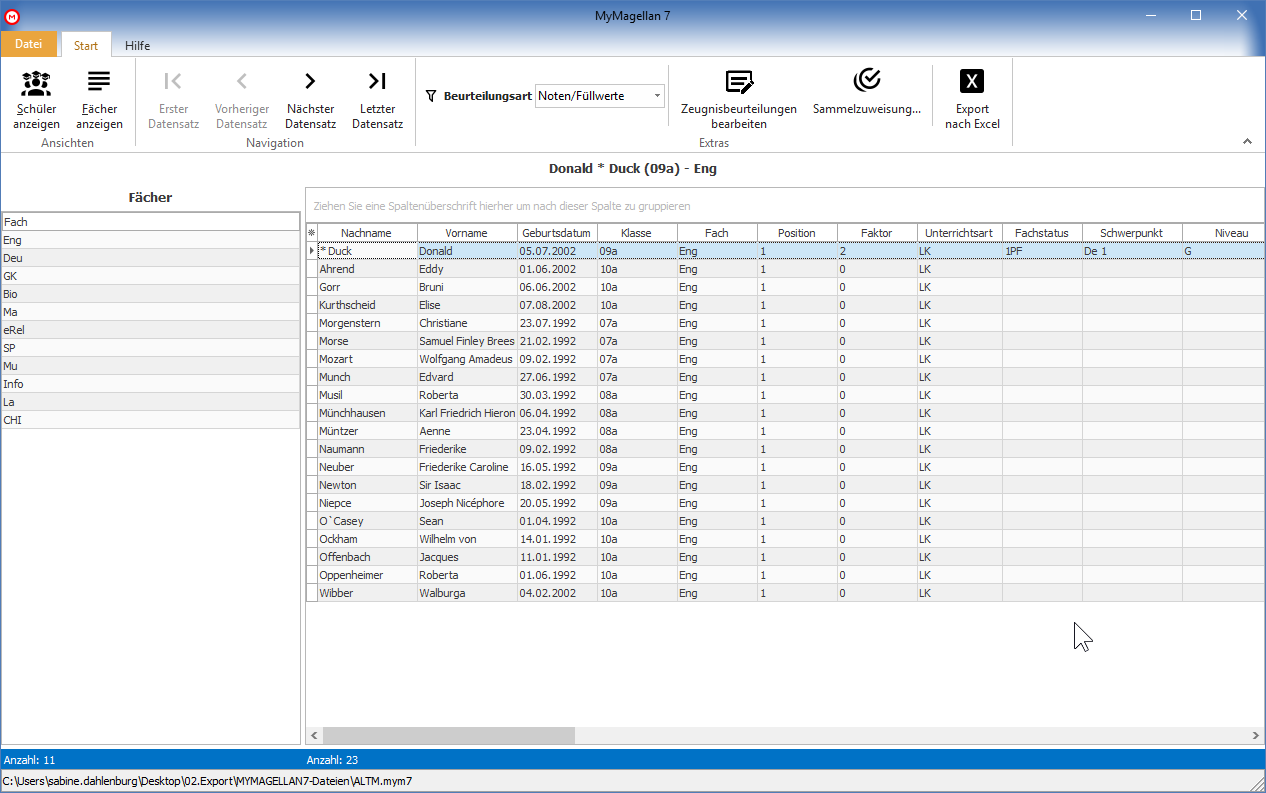 MyMagellan 7
Datei Start Hilfe
Schüler anzeigen
Fächer anzeigen
Ansichten
Erster Datensatz
Vorheriger Datensatz
Nächster Datensatz
Letzter Datensatz
Navigation
Beurteilungsart Noten/Füllwerte
Zeugnisbeurteilungen bearbeiten
Sammelzuweisung...
Export nach Excel
Extras
Donald * Duck (09a) - Eng
Fächer
Fach
Eng
Deu
GK
Bio
Ma
eRel
SP
Mu
Info
La
CHI
Ziehen Sie eine Spaltenüberschrift hierher um nach dieser Spalte zu gruppieren
Nachname Vorname Geburtsdatum Klasse Fach Position Faktor Unterrichtsart Fachstatus Schwerpunkt Niveau
* Duck Donald 05.07.2002 09a Eng 1 2 LK 1PF De 1 G
Ahrend Eddy 01.06.2002 10a Eng 1 0 LK
Gorr Bruni 06.06.2002 10a Eng 1 0 LK
Kurthscheid Elise 07.08.2002 10a Eng 1 0 LK
Morgenstern Christiane 23.07.1992 07a Eng 1 0 LK
Morse Samuel Finley Brees 21.02.1992 07a Eng 1 0 LK
Mozart Wolfgang Amadeus 09.02.1992 07a Eng 1 0 LK
Munch Edvard 27.06.1992 07a Eng 1 0 LK
Musil Roberta 30.03.1992 08a Eng 1 0 LK
Münchhausen Karl Friedrich Hieron 06.04.1992 08a Eng 1 0 LK
Müntzer Aenne 23.04.1992 08a Eng 1 0 LK
Naumann Friederike 09.02.1992 08a Eng 1 0 LK
Neuber Friederike Caroline 16.05.1992 09a Eng 1 0 LK
Newton Sir Isaac 18.02.1992 09a Eng 1 0 LK
Niepce Joseph Nicéphore 20.05.1992 09a Eng 1 0 LK
O`Casey Sean 01.04.1992 10a Eng 1 0 LK
Ockham Wilhelm von 14.01.1992 10a Eng 1 0 LK
Offenbach Jacques 11.01.1992 10a Eng 1 0 LK
Oppenheimer Roberta 01.06.1992 10a Eng 1 0 LK
Wibber Walburga 04.02.2002 10a Eng 1 0 LK
Anzahl: 11 Anzahl: 23
C:\Users\sabine.dahlenburg\Desktop\02.Export\MYMAGELLAN7-Dateien\ALTM.mym7